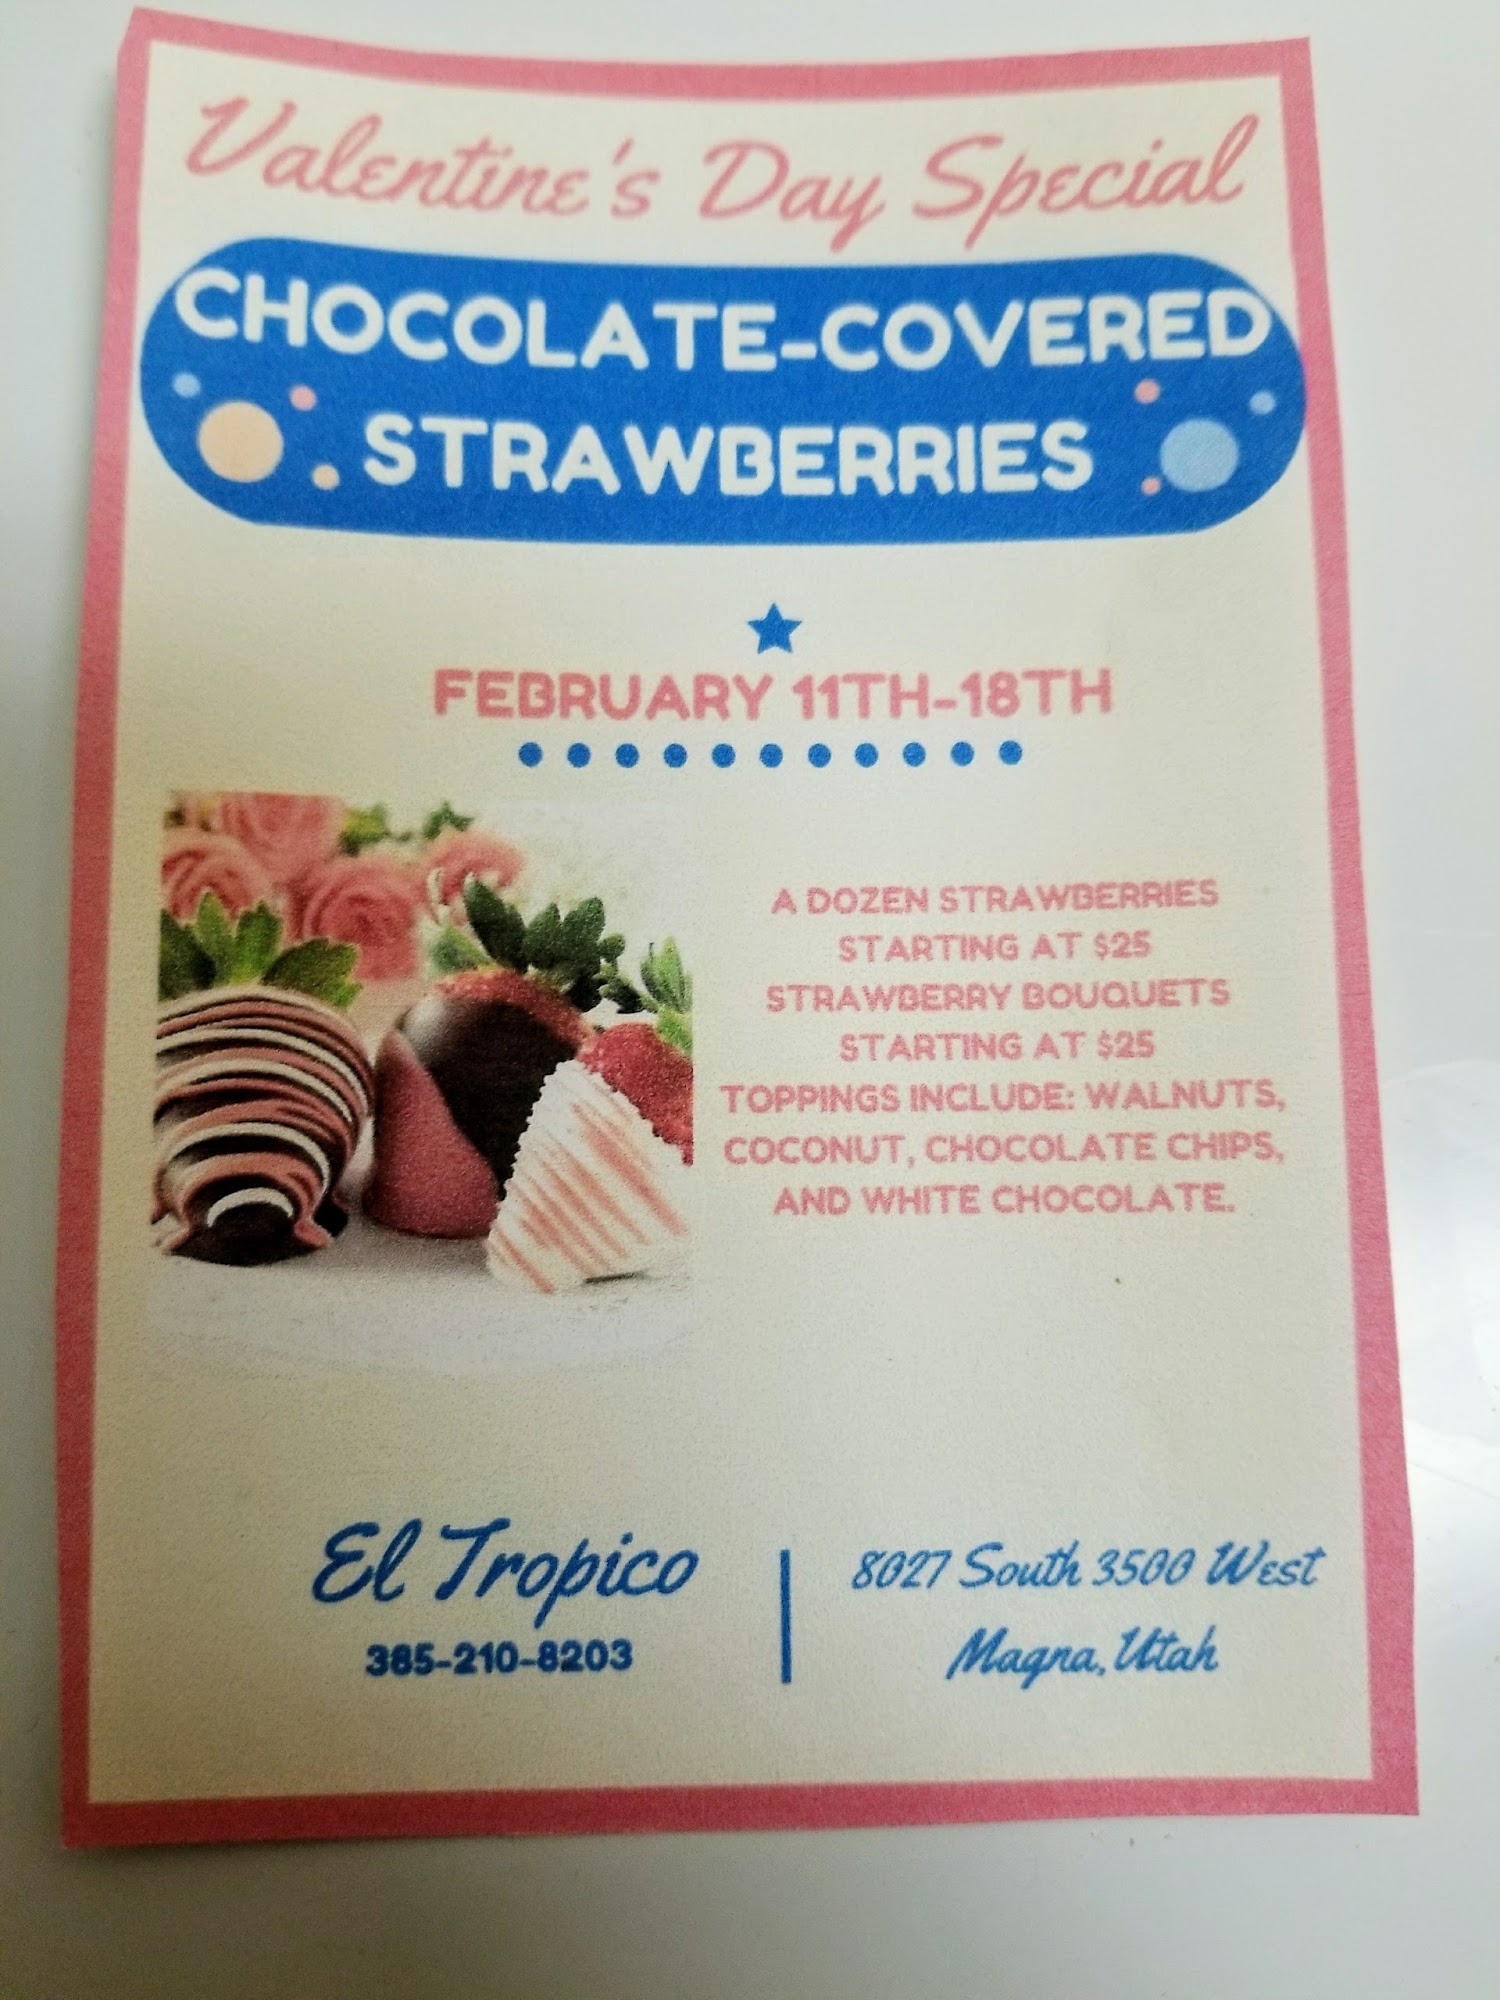 Valentine's Day Special
CHOCOLATE-COVERED
STRAWBERRIES
FEBRUARY 11TH-18TH
A DOZEN STRAWBERRIES
STARTING AT $25
STRAWBERRY BOUQUETS
STARTING AT $25
TOPPINGS INCLUDE: WALNUTS,
COCONUT, CHOCOLATE CHIPS,
AND WHITE CHOCOLATE.
El Tropico
385-210-8203
8027 South 3500 West
Magna, Utah